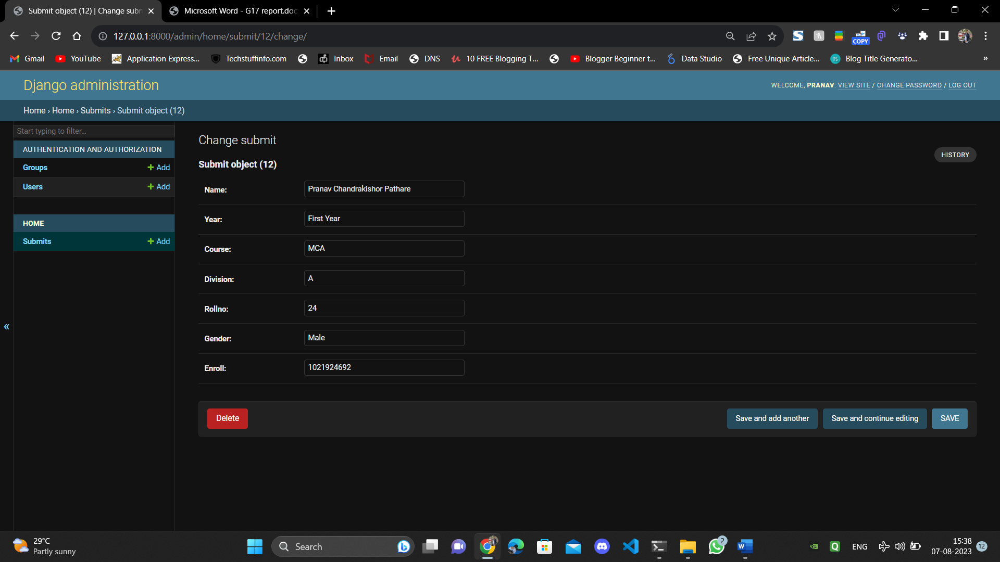 Submit object (12) | Change subm
Microsoft Word - G17 report.doc
127.0.0.1:8000/admin/home/submit/12/change/
COPY
Gmail
YouTube
Application Express...
Techstuffinfo.com
Inbox
Email
DNS
10 FREE Blogging T...
Blogger Beginner t...
Data Studio
Free Unique Article...
TS
Blog Title Generato...
»
Django administration
WELCOME, PRANAV. VIEW SITE / CHANGE PASSWORD / LOG OUT
Home › Home › Submits › Submit object (12)
Start typing to filter...
AUTHENTICATION AND AUTHORIZATION
Groups
+ Add
Users
+ Add
HOME
Submits
+ Add
«
Change submit
HISTORY
Submit object (12)
Name:
Pranav Chandrakishor Pathare
Year:
First Year
Course:
MCA
Division:
A
Rollno:
24
Gender:
Male
Enroll:
1021924692
Delete
Save and add another
Save and continue editing
SAVE
29°C
Partly sunny
Search
2
ENG
15:38
07-08-2023
12